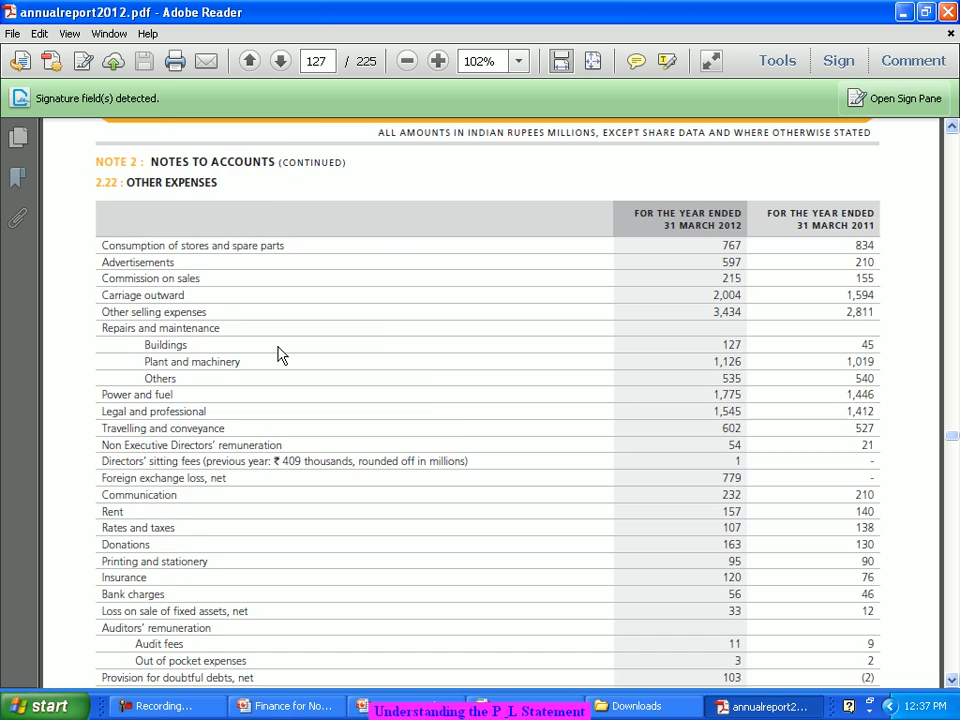 annualreport2012.pdf - Adobe Reader
File Edit View Window Help
127 / 225 102% Tools Sign Comment
Signature field(s) detected. Open Sign Pane
ALL AMOUNTS IN INDIAN RUPEES MILLIONS, EXCEPT SHARE DATA AND WHERE OTHERWISE STATED
NOTE 2 : NOTES TO ACCOUNTS (CONTINUED)
2.22 : OTHER EXPENSES
FOR THE YEAR ENDED FOR THE YEAR ENDED
31 MARCH 2012 31 MARCH 2011
Consumption of stores and spare parts 767 834
Advertisements 597 210
Commission on sales 215 155
Carriage outward 2,004 1,594
Other selling expenses 3,434 2,811
Repairs and maintenance
Buildings 127 45
Plant and machinery 1,126 1,019
Others 535 540
Power and fuel 1,775 1,446
Legal and professional 1,545 1,412
Travelling and conveyance 602 527
Non Executive Directors' remuneration 54 21
Directors' sitting fees (previous year: ₹ 409 thousands, rounded off in millions) 1 -
Foreign exchange loss, net 779 -
Communication 232 210
Rent 157 140
Rates and taxes 107 138
Donations 163 130
Printing and stationery 95 90
Insurance 120 76
Bank charges 56 46
Loss on sale of fixed assets, net 33 12
Auditors' remuneration
Audit fees 11 9
Out of pocket expenses 3 2
Provision for doubtful debts, net 103 (2)
start Recording... Finance for No... Downloads annualreport2... 12:37 PM
Understanding the P_L Statement